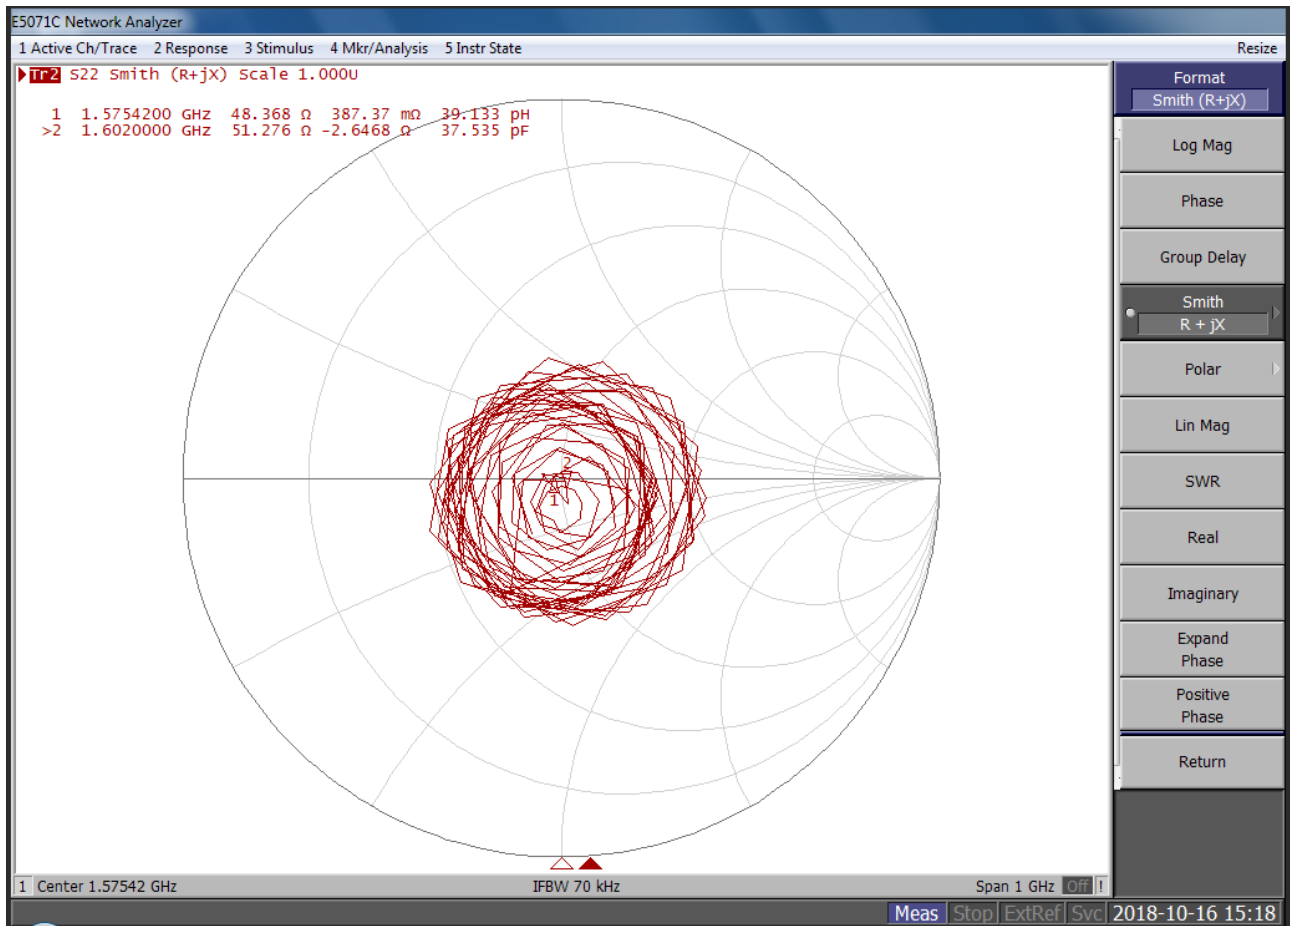 E5071C Network Analyzer
1 Active Ch/Trace 2 Response 3 Stimulus 4 Mkr/Analysis 5 Instr State Resize
Tr2 S22 Smith (R+jX) Scale 1.000U
1 1.5754200 GHz 48.368 Ω 387.37 mΩ 39.133 pH
>2 1.6020000 GHz 51.276 Ω -2.6468 Ω 37.535 pF
2
1
Format
Smith (R+jX)
Log Mag
Phase
Group Delay
Smith
R + jX
Polar
Lin Mag
SWR
Real
Imaginary
Expand
Phase
Positive
Phase
Return
1 Center 1.57542 GHz IFBW 70 kHz Span 1 GHz Off !
Meas Stop ExtRef Svc 2018-10-16 15:18